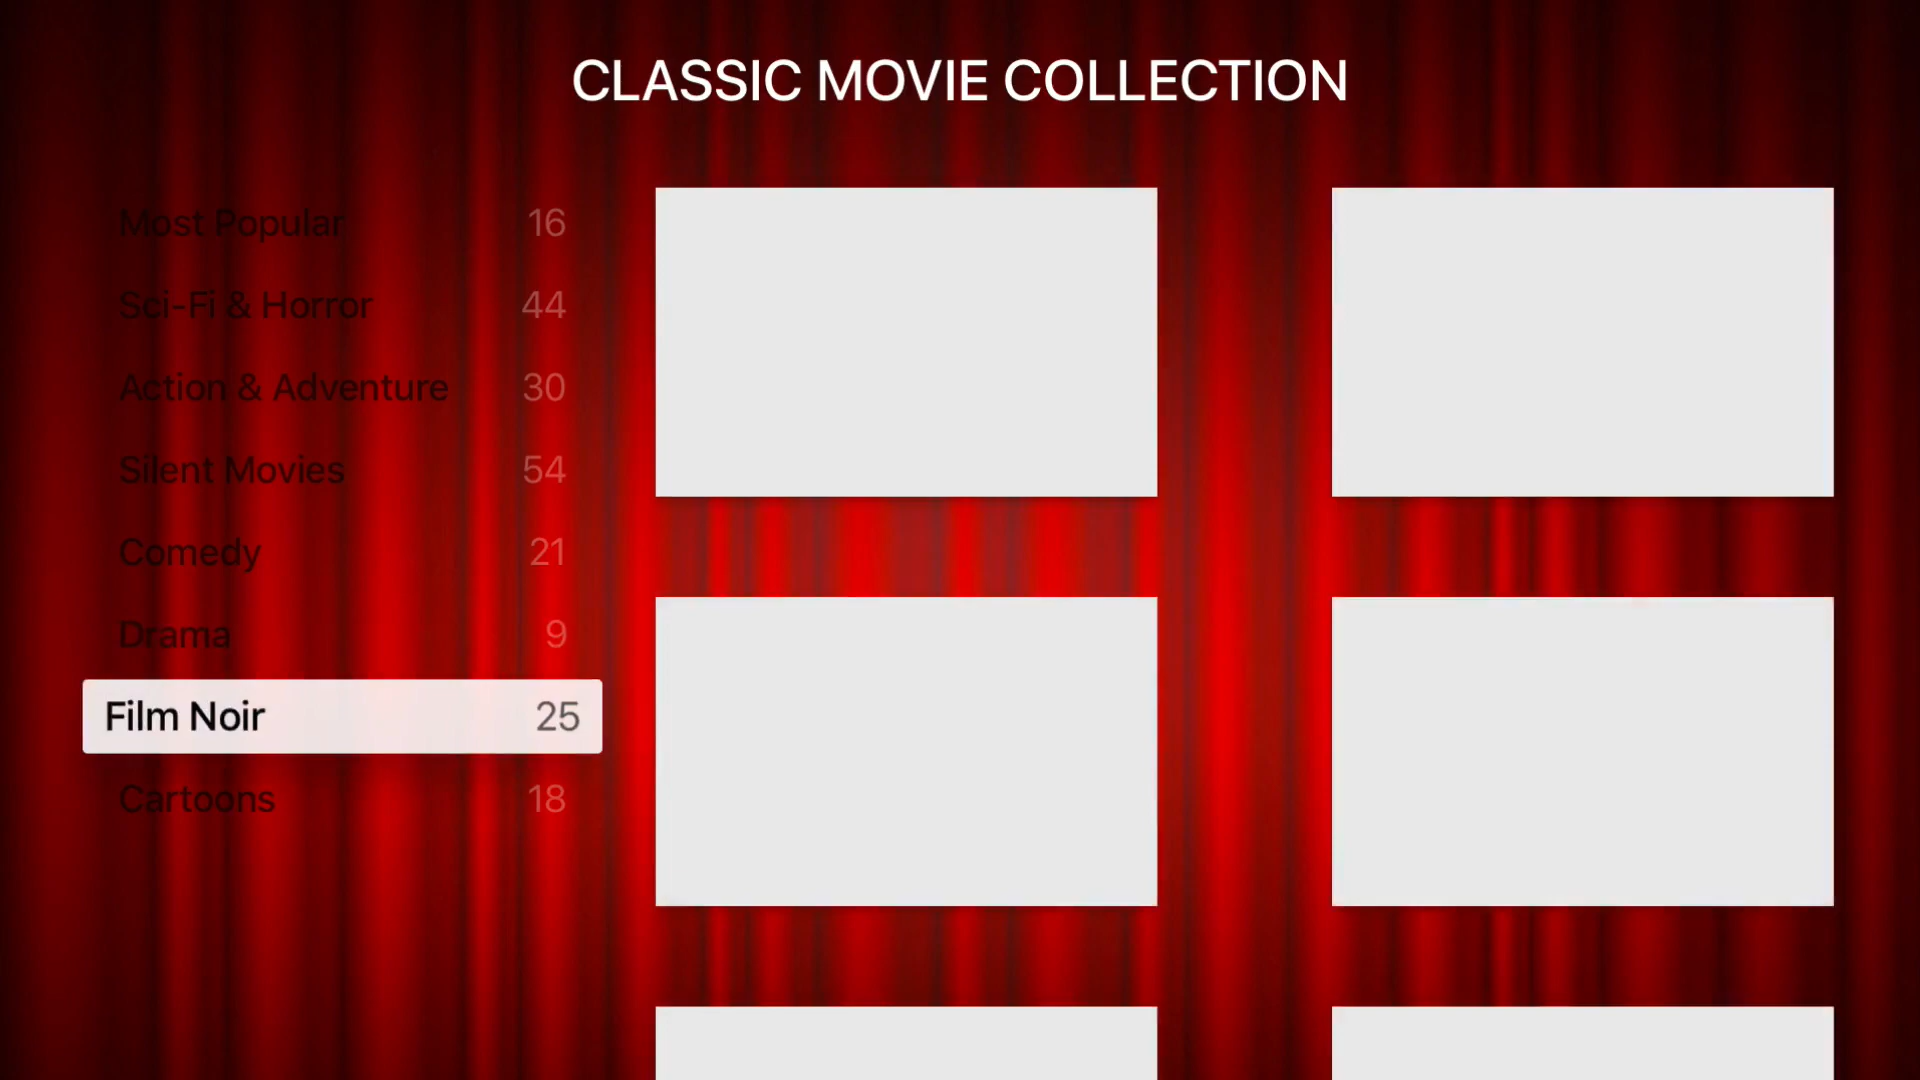 CLASSIC MOVIE COLLECTION
Most Popular 16
Sci-Fi & Horror 44
Action & Adventure 30
Silent Movies 54
Comedy 21
Drama 9
Film Noir 25
Cartoons 18